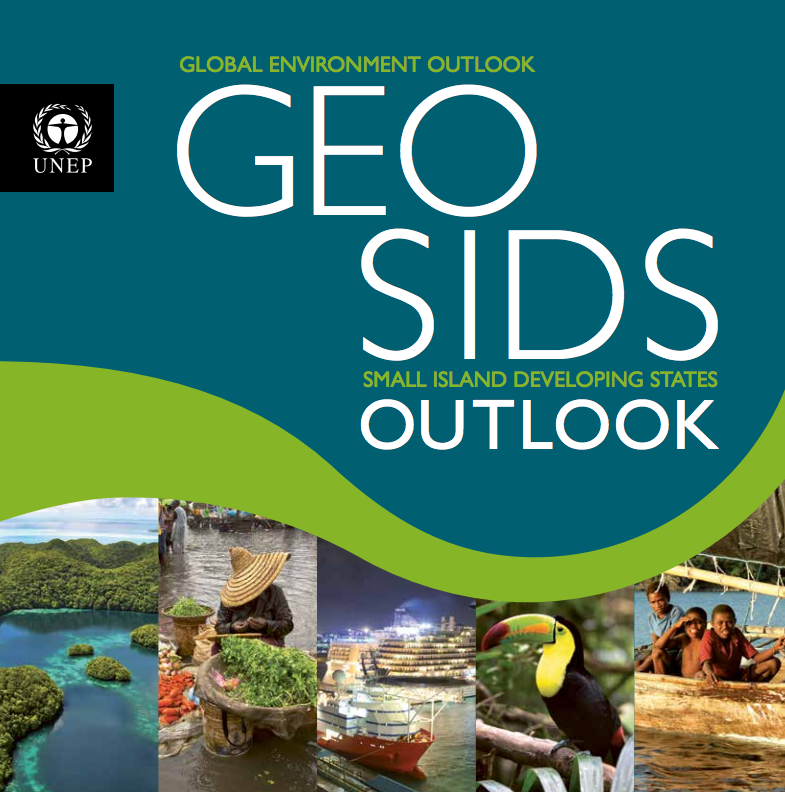 GLOBAL ENVIRONMENT OUTLOOK
GEO
UNEP
SIDS
SMALL ISLAND DEVELOPING STATES
OUTLOOK